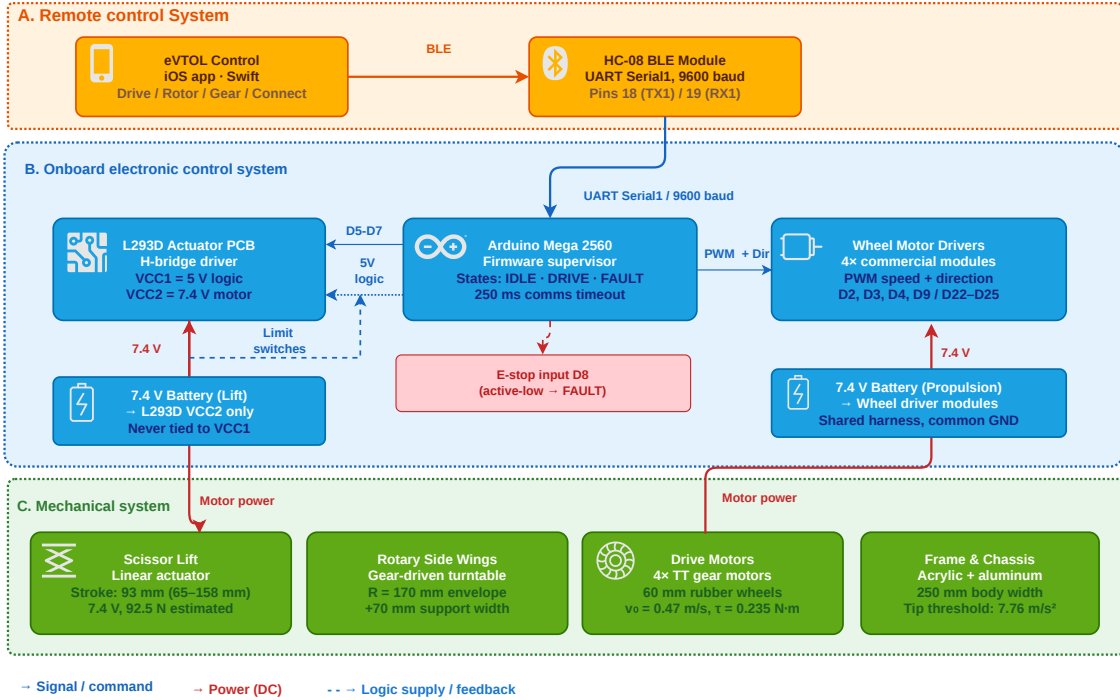 A. Remote control System
eVTOL Control
iOS app · Swift
Drive / Rotor / Gear / Connect
BLE
HC-08 BLE Module
UART Serial1, 9600 baud
Pins 18 (TX1) / 19 (RX1)
B. Onboard electronic control system
UART Serial1 / 9600 baud
L293D Actuator PCB
H-bridge driver
VCC1 = 5 V logic
VCC2 = 7.4 V motor
D5-D7
5V
logic
Arduino Mega 2560
Firmware supervisor
States: IDLE · DRIVE · FAULT
250 ms comms timeout
PWM + Dir
Wheel Motor Drivers
4× commercial modules
PWM speed + direction
D2, D3, D4, D9 / D22–D25
7.4 V
Limit
switches
E-stop input D8
(active-low → FAULT)
7.4 V
7.4 V Battery (Lift)
→ L293D VCC2 only
Never tied to VCC1
7.4 V Battery (Propulsion)
→ Wheel driver modules
Shared harness, common GND
C. Mechanical system
Motor power
Motor power
Scissor Lift
Linear actuator
Stroke: 93 mm (65–158 mm)
7.4 V, 92.5 N estimated
Rotary Side Wings
Gear-driven turntable
R = 170 mm envelope
+70 mm support width
Drive Motors
4× TT gear motors
60 mm rubber wheels
v₀ = 0.47 m/s, τ = 0.235 N·m
Frame & Chassis
Acrylic + aluminum
250 mm body width
Tip threshold: 7.76 m/s²
→ Signal / command
→ Power (DC)
- - → Logic supply / feedback